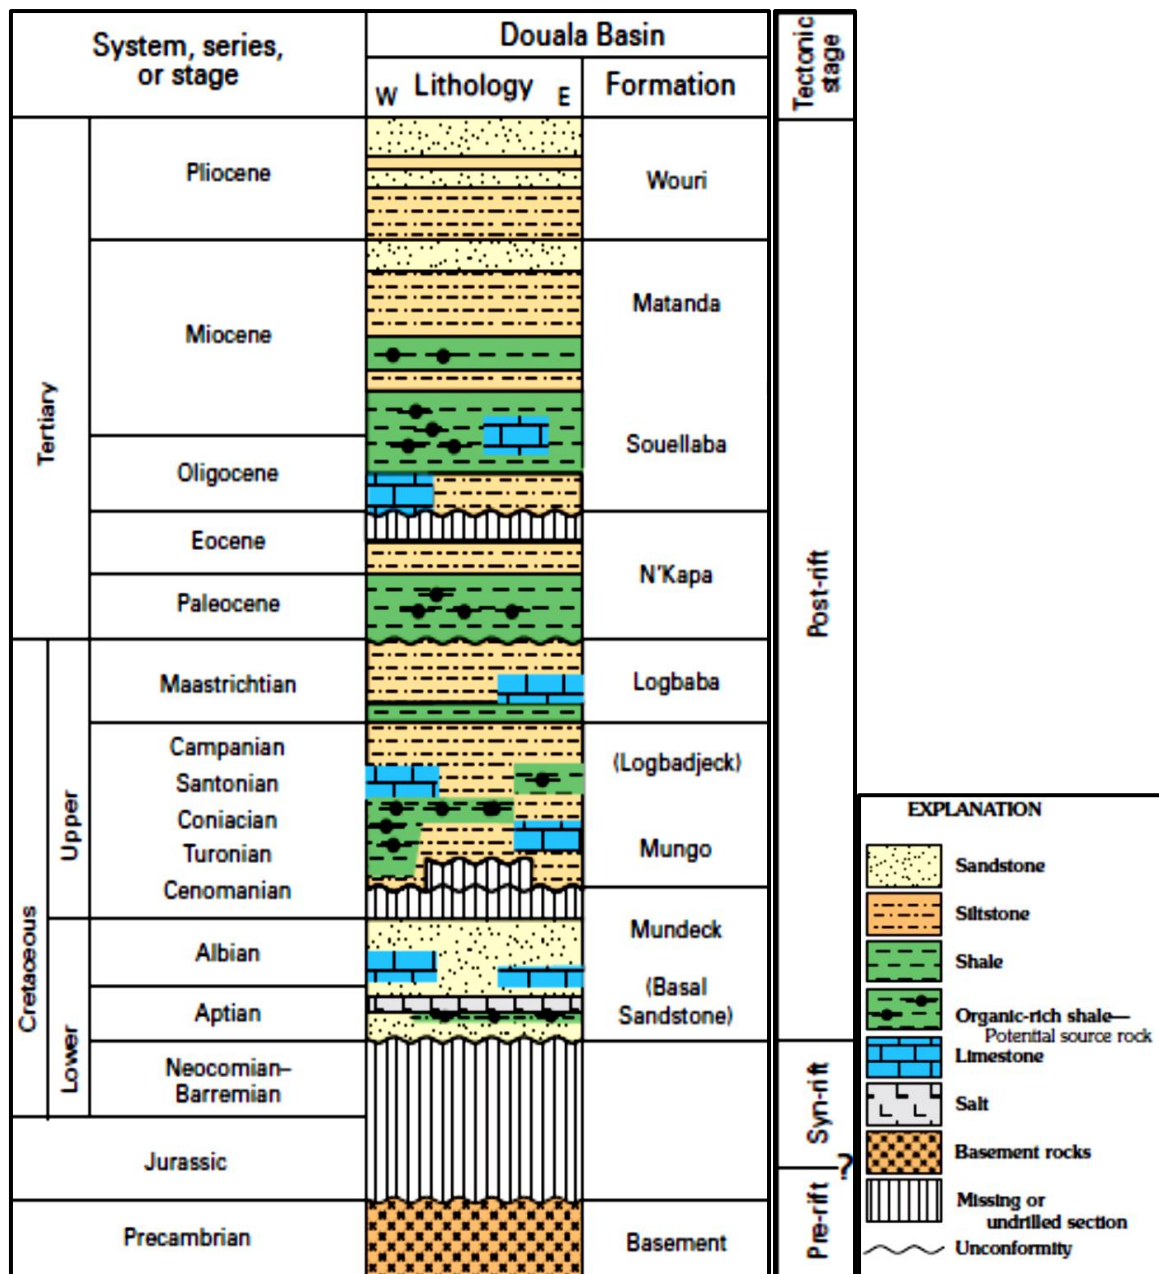 System, series,
or stage
Douala Basin
W Lithology E
Formation
Tectonic
stage
Tertiary
Pliocene
Wouri
Miocene
Matanda
Souellaba
Oligocene
Eocene
N'Kapa
Paleocene
Post-rift
Cretaceous
Upper
Maastrichtian
Logbaba
Campanian
(Logbadjeck)
Santonian
Coniacian
Turonian
Mungo
Cenomanian
Lower
Albian
Mundeck
Aptian
(Basal
Sandstone)
Neocomian–
Barremian
Syn-rift
Jurassic
?
Pre-rift
Precambrian
Basement
EXPLANATION
Sandstone
Siltstone
Shale
Organic-rich shale—
Potential source rock
Limestone
Salt
Basement rocks
Missing or
undrilled section
Unconformity